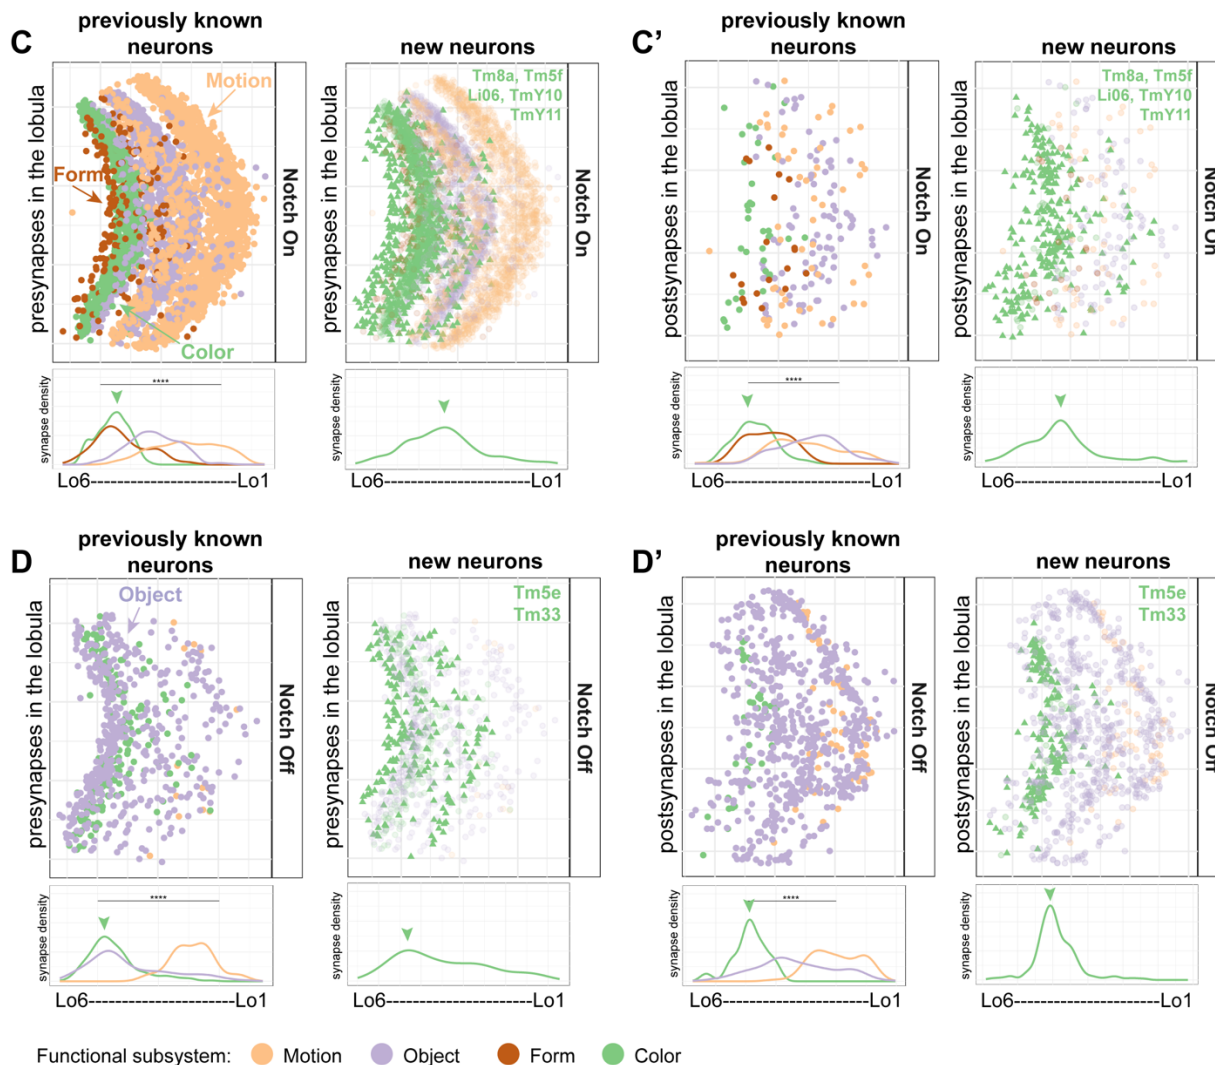 C
previously known
neurons
new neurons
presynapses in the lobula
Motion
Form
Color
Notch On
presynapses in the lobula
Tm8a, Tm5f
Li06, TmY10
TmY11
Notch On
synapse density
****
Lo6-----------------------Lo1
synapse density
Lo6-----------------------Lo1
C’
previously known
neurons
new neurons
postsynapses in the lobula
Notch On
postsynapses in the lobula
Tm8a, Tm5f
Li06, TmY10
TmY11
Notch On
synapse density
****
Lo6-----------------------Lo1
synapse density
Lo6-----------------------Lo1
D
previously known
neurons
new neurons
presynapses in the lobula
Object
Notch Off
presynapses in the lobula
Tm5e
Tm33
Notch Off
synapse density
****
Lo6-----------------------Lo1
synapse density
Lo6-----------------------Lo1
D’
previously known
neurons
new neurons
postsynapses in the lobula
Notch Off
postsynapses in the lobula
Tm5e
Tm33
Notch Off
synapse density
****
Lo6-----------------------Lo1
synapse density
Lo6-----------------------Lo1
Functional subsystem: Motion Object Form Color